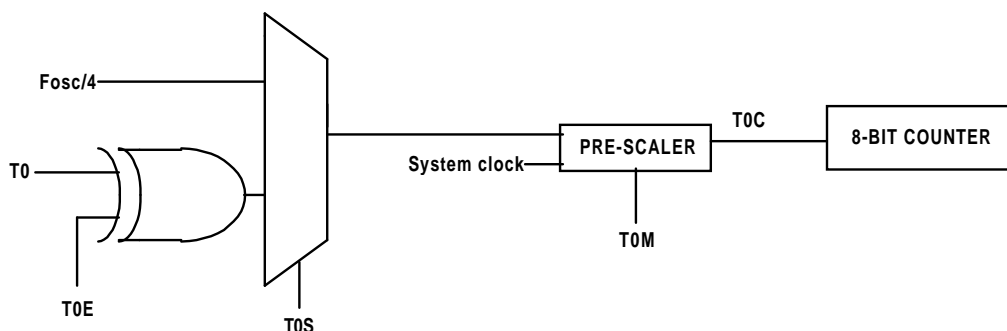 Fosc/4
T0
T0E
T0S
System clock
PRE-SCALER
T0M
T0C
8-BIT COUNTER